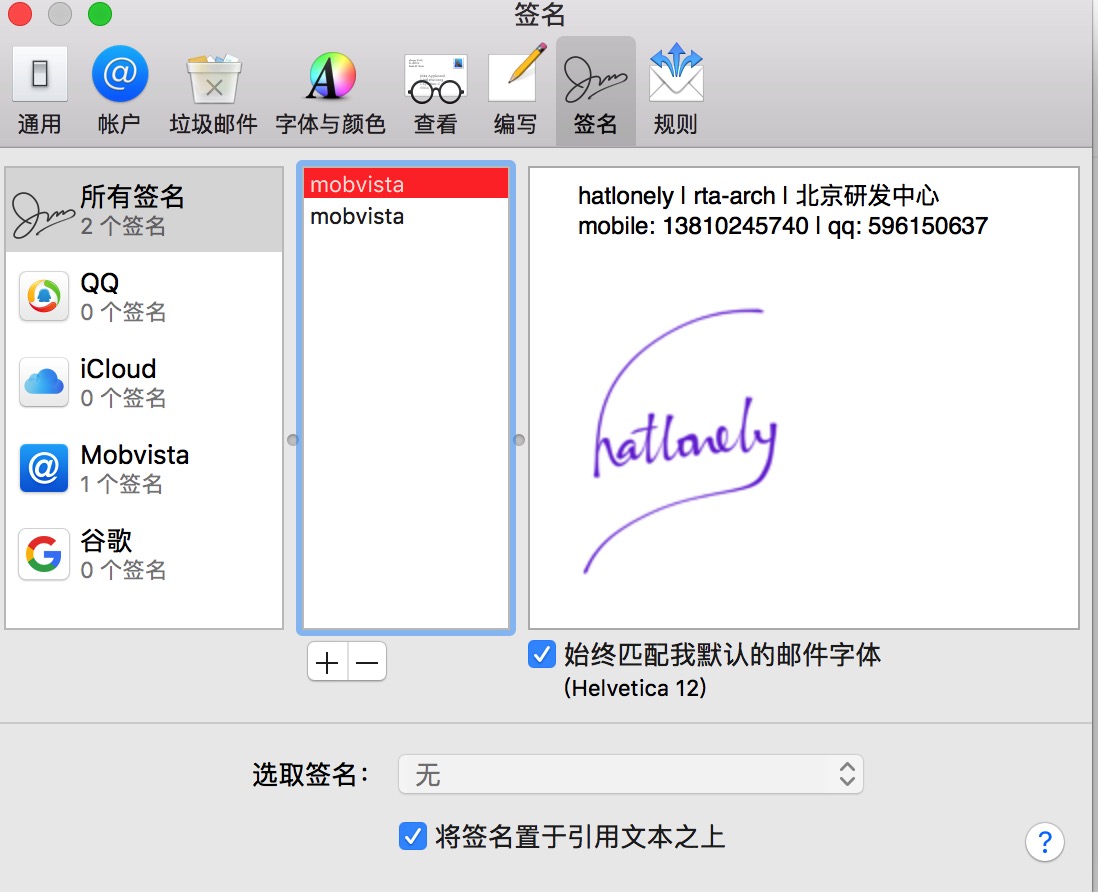 签名
通用
帐户
垃圾邮件
字体与颜色
查看
编写
签名
规则
所有签名
2 个签名
QQ
0 个签名
iCloud
0 个签名
Mobvista
1 个签名
谷歌
0 个签名
mobvista
mobvista
hatlonely | rta-arch | 北京研发中心
mobile: 13810245740 | qq: 596150637
hatlonely
始终匹配我默认的邮件字体
(Helvetica 12)
选取签名：
无
将签名置于引用文本之上
?